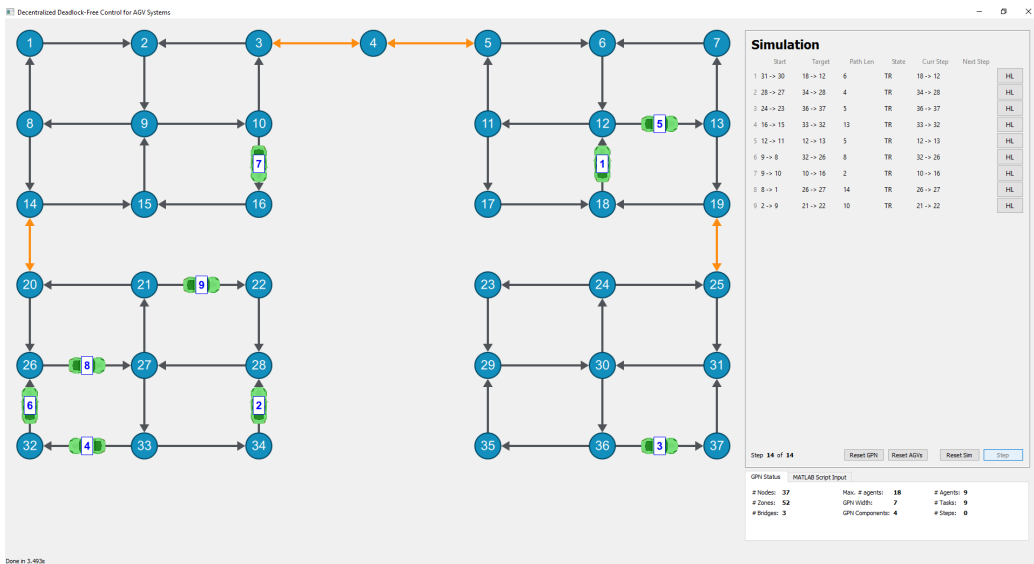 Decentralized Deadlock-Free Control for AGV Systems
1 2 3 4 5 6 7
8 9 10 11 12 5 13
7 1
14 15 16 17 18 19
20 21 9 22 23 24 25
26 8 27 28 29 30 31
6 2
32 4 33 34 35 36 3 37
Simulation
Start Target Path Len State Curr Step Next Step
1 31 -> 30 18 -> 12 6 TR 18 -> 12 HL
2 28 -> 27 34 -> 28 4 TR 34 -> 28 HL
3 24 -> 23 36 -> 37 5 TR 36 -> 37 HL
4 16 -> 15 33 -> 32 13 TR 33 -> 32 HL
5 12 -> 11 12 -> 13 5 TR 12 -> 13 HL
6 9 -> 8 32 -> 26 8 TR 32 -> 26 HL
7 9 -> 10 10 -> 16 2 TR 10 -> 16 HL
8 8 -> 1 26 -> 27 14 TR 26 -> 27 HL
9 2 -> 9 21 -> 22 10 TR 21 -> 22 HL
Step 14 of 14 Reset GPN Reset AGVs Reset Sim Step
GPN Status MATLAB Script Input
# Nodes: 37 Max. # agents: 18 # Agents: 9
# Zones: 52 GPN Width: 7 # Tasks: 9
# Bridges: 3 GPN Components: 4 # Steps: 0
Done in 3.493s